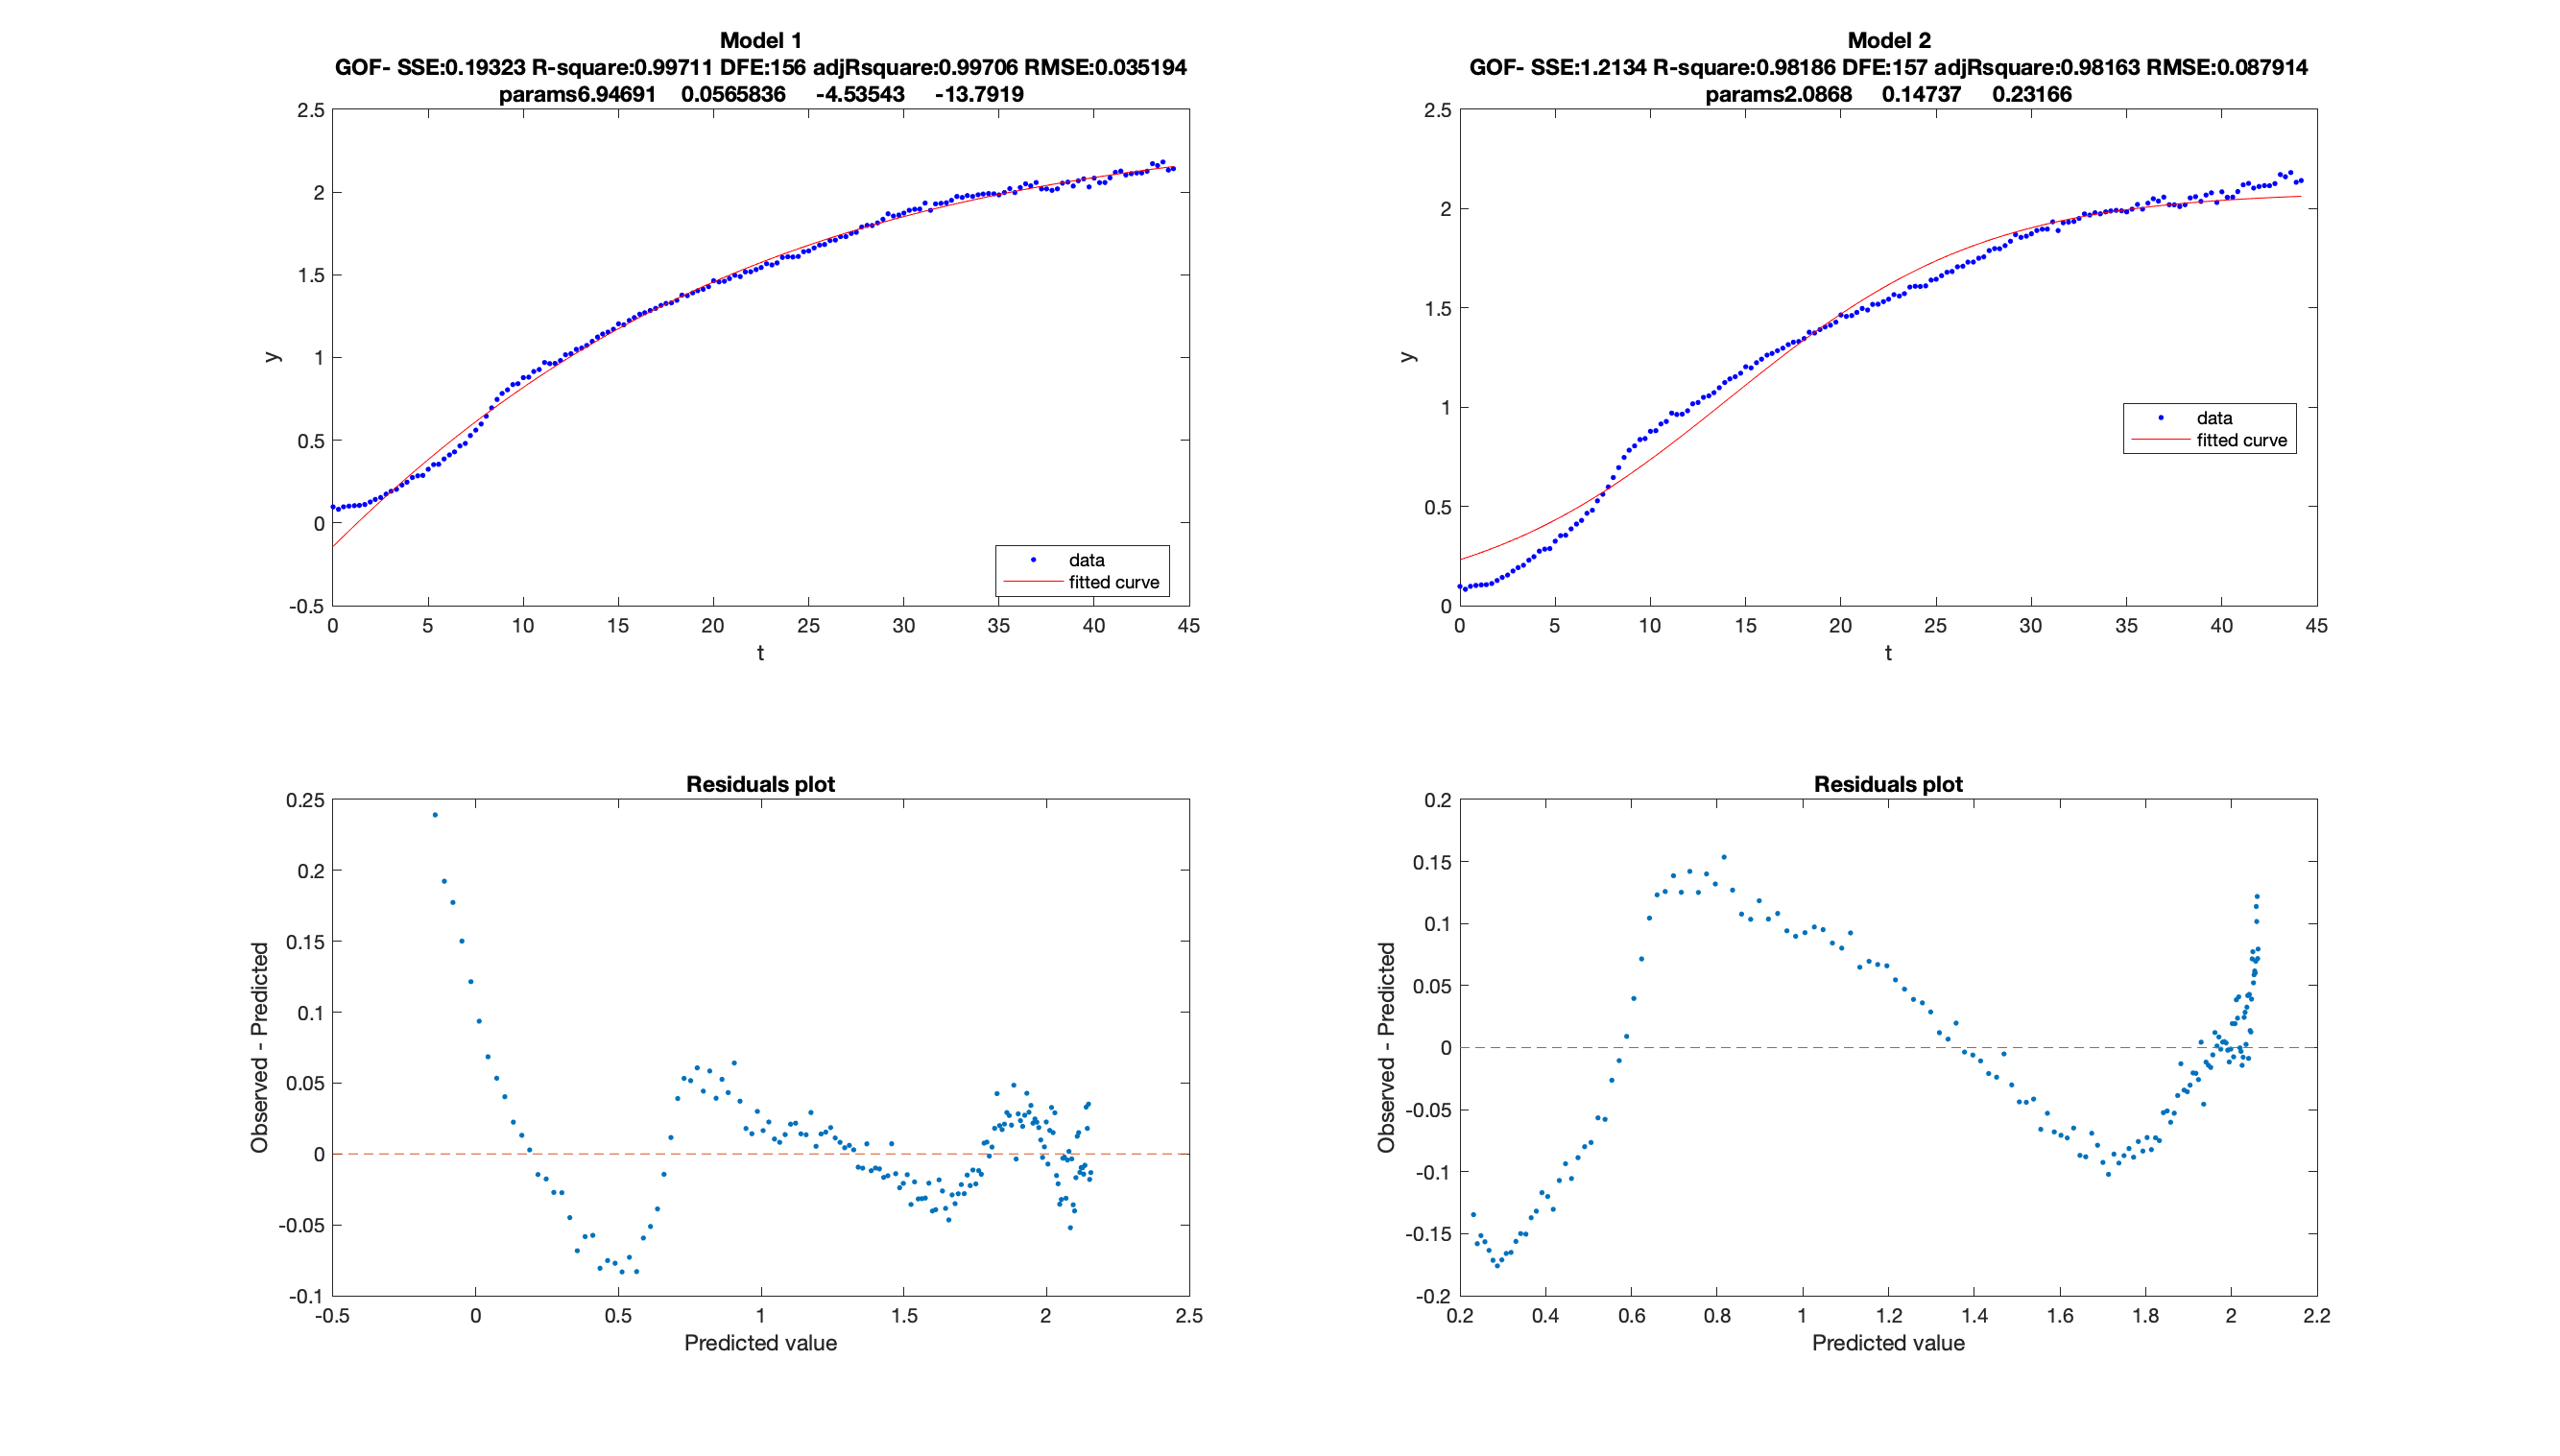 Model 1
GOF- SSE:0.19323 R-square:0.99711 DFE:156 adjRsquare:0.99706 RMSE:0.035194
params6.94691 0.0565836 -4.53543 -13.7919
2.5
2
1.5
1
0.5
0
-0.5
y
0 5 10 15 20 25 30 35 40 45
t
data
fitted curve
Model 2
GOF- SSE:1.2134 R-square:0.98186 DFE:157 adjRsquare:0.98163 RMSE:0.087914
params2.0868 0.14737 0.23166
2.5
2
1.5
1
0.5
0
y
0 5 10 15 20 25 30 35 40 45
t
data
fitted curve
Residuals plot
0.25
0.2
0.15
0.1
0.05
0
-0.05
-0.1
Observed - Predicted
-0.5 0 0.5 1 1.5 2 2.5
Predicted value
Residuals plot
0.2
0.15
0.1
0.05
0
-0.05
-0.1
-0.15
-0.2
Observed - Predicted
0.2 0.4 0.6 0.8 1 1.2 1.4 1.6 1.8 2 2.2
Predicted value